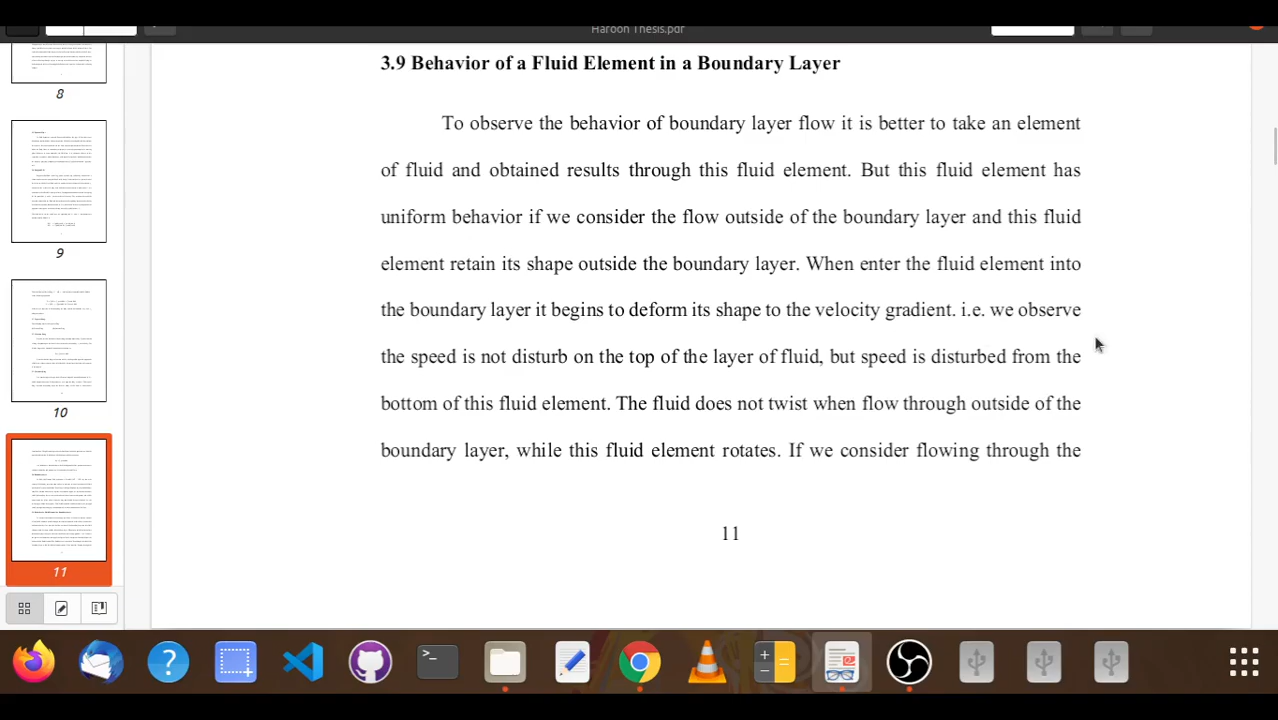 Haroon Thesis.pdf
8
9
10
11
3.9 Behavior of a Fluid Element in a Boundary Layer
To observe the behavior of boundary layer flow it is better to take an element
of fluid and obtained results through this fluid element. But this fluid element has
uniform behavior if we consider the flow outside of the boundary layer and this fluid
element retain its shape outside the boundary layer. When enter the fluid element into
the boundary layer it begins to deform its shape to the velocity gradient. i.e. we observe
the speed is not disturb on the top of the layer of fluid, but speed is disturbed from the
bottom of this fluid element. The fluid does not twist when flow through outside of the
boundary layer, while this fluid element rotates. If we consider flowing through the
11